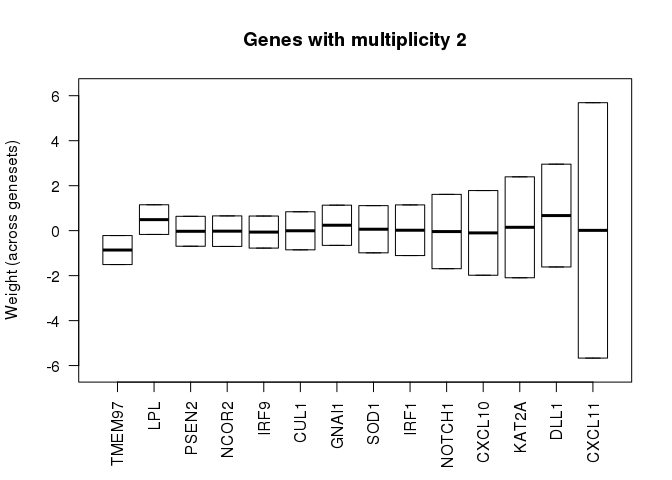 Genes with multiplicity 2
Weight (across genesets)
6
4
2
0
-2
-4
-6
TMEM97
LPL
PSEN2
NCOR2
IRF9
CUL1
GNAI1
SOD1
IRF1
NOTCH1
CXCL10
KAT2A
DLL1
CXCL11